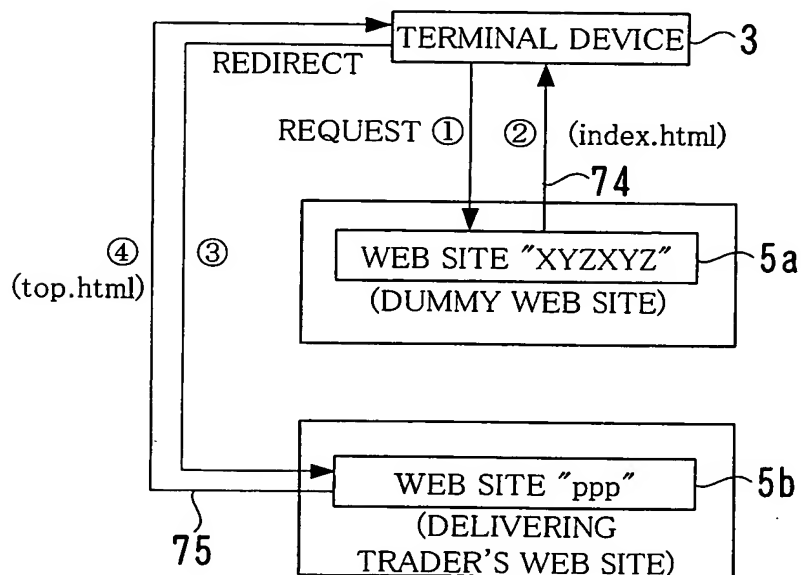 TERMINAL DEVICE 3
REDIRECT
REQUEST ① ② (index.html)
74
④ ③
(top.html)
WEB SITE "XYZXYZ" 5a
(DUMMY WEB SITE)
WEB SITE "ppp" 5b
75
(DELIVERING
TRADER'S WEB SITE)